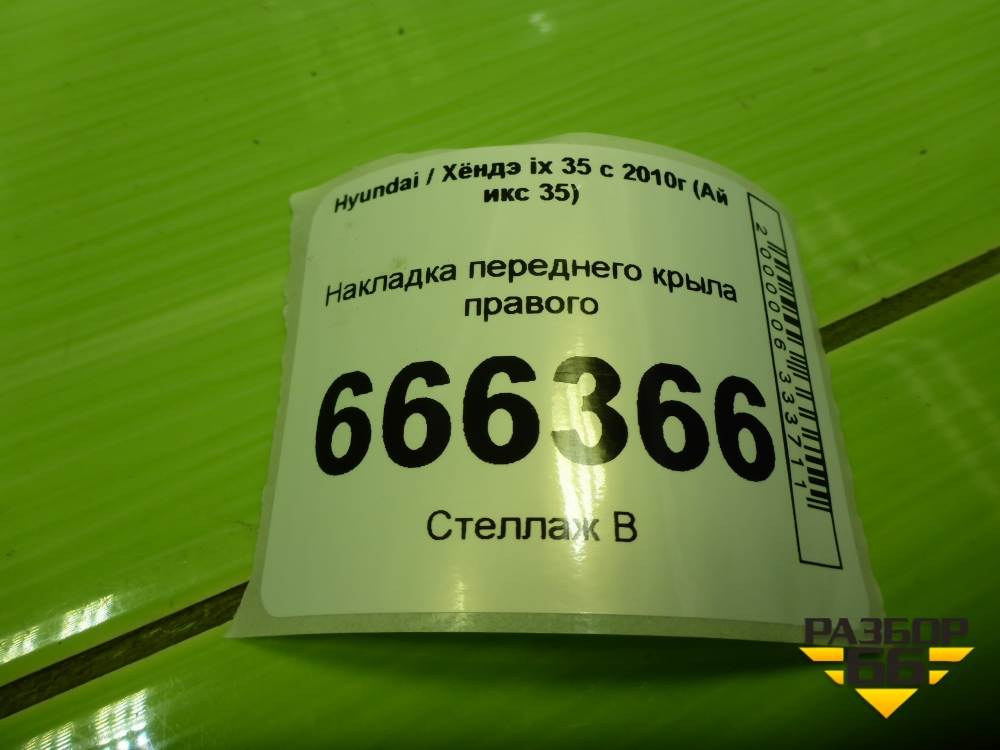 Hyundai / Хёндэ ix 35 с 2010г (Ай
икс 35)
Накладка переднего крыла
правого
666366
Стеллаж В
2000006333711
РАЗБОР
66